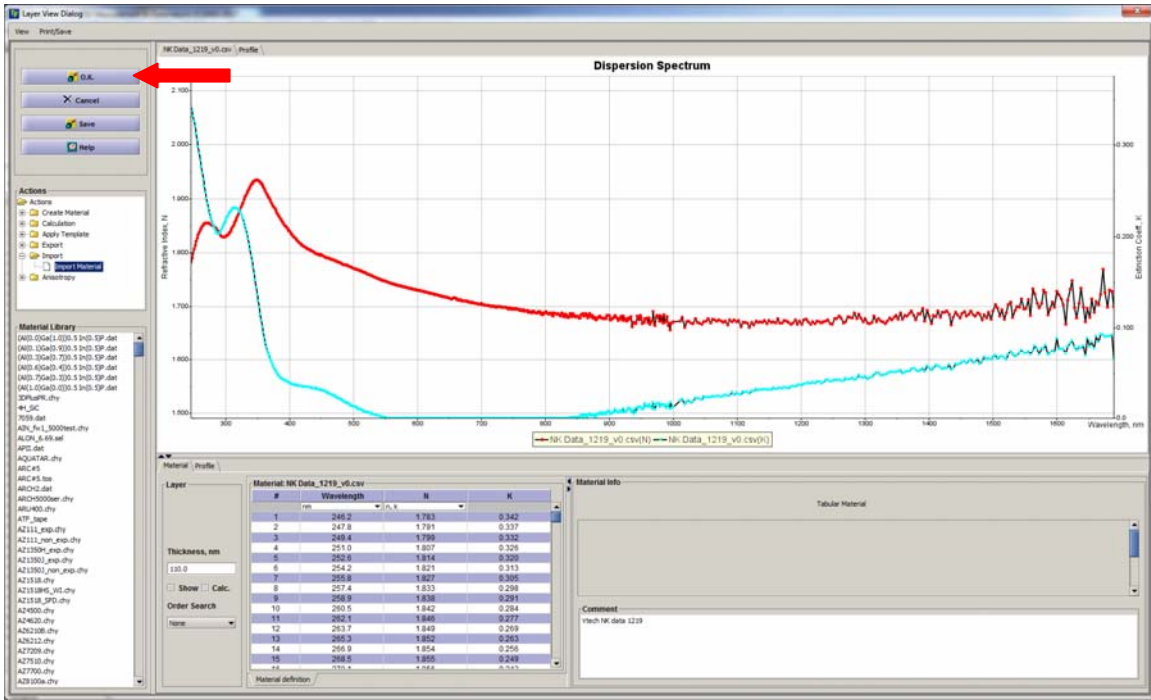 Layer View Dialog
View Print/Save
O.K.
Cancel
Save
Help
Actions
Actions
Create Material
Calculation
Apply Template
Export
Import
Import Material
Anisotropy
Material Library
(Al(0.0)Ga(1.0))0.5 In(0.5)P.dat
(Al(0.1)Ga(0.9))0.5 In(0.5)P.dat
(Al(0.3)Ga(0.7))0.5 In(0.5)P.dat
(Al(0.6)Ga(0.4))0.5 In(0.5)P.dat
(Al(0.7)Ga(0.3))0.5 In(0.5)P.dat
(Al(1.0)Ga(0.0))0.5 In(0.5)P.dat
3DPlusPR.chy
4H_SiC
7059.dat
AlN_fw1_5000test.chy
ALON_6.69.sel
APII.dat
AQUATAR.chy
ARC#5
ARC#5.tss
ARCH2.dat
ARCH5000ser.chy
ARU400.chy
ATF_tape
AZ111_exp.chy
AZ111_non_exp.chy
AZ1350H_exp.chy
AZ1350J_exp.chy
AZ1350J_non_exp.chy
AZ1518.chy
AZ1518HS_WI.chy
AZ1518_SPD.chy
AZ4500.chy
AZ4620.chy
AZ6210B.chy
AZ6212.chy
AZ7209.chy
AZ7510.chy
AZ7700.chy
AZ8100a.chy
NK Data_1219_v0.csv Profile
Dispersion Spectrum
Refractive Index, N
2.100
2.000
1.900
1.800
1.700
1.600
1.500
Extinction Coeff., K
0.300
0.200
0.100
0.0
300 400 500 600 700 800 900 1000 1100 1200 1300 1400 1500 1600 Wavelength, nm
NK Data_1219_v0.csv(N) NK Data_1219_v0.csv(K)
Material Profile
Layer
Thickness, nm
110.0
Show Calc.
Order Search
None
Material: NK Data_1219_v0.csv
# Wavelength N K
nm n, k
1 246.2 1.783 0.342
2 247.8 1.791 0.337
3 249.4 1.799 0.332
4 251.0 1.807 0.326
5 252.6 1.814 0.320
6 254.2 1.821 0.313
7 255.8 1.827 0.305
8 257.4 1.833 0.298
9 258.9 1.838 0.291
10 260.5 1.842 0.284
11 262.1 1.846 0.277
12 263.7 1.849 0.269
13 265.3 1.852 0.263
14 266.9 1.854 0.256
15 268.5 1.855 0.249
Material definition
Material Info
Tabular Material
Comment
Ytech NK data 1219